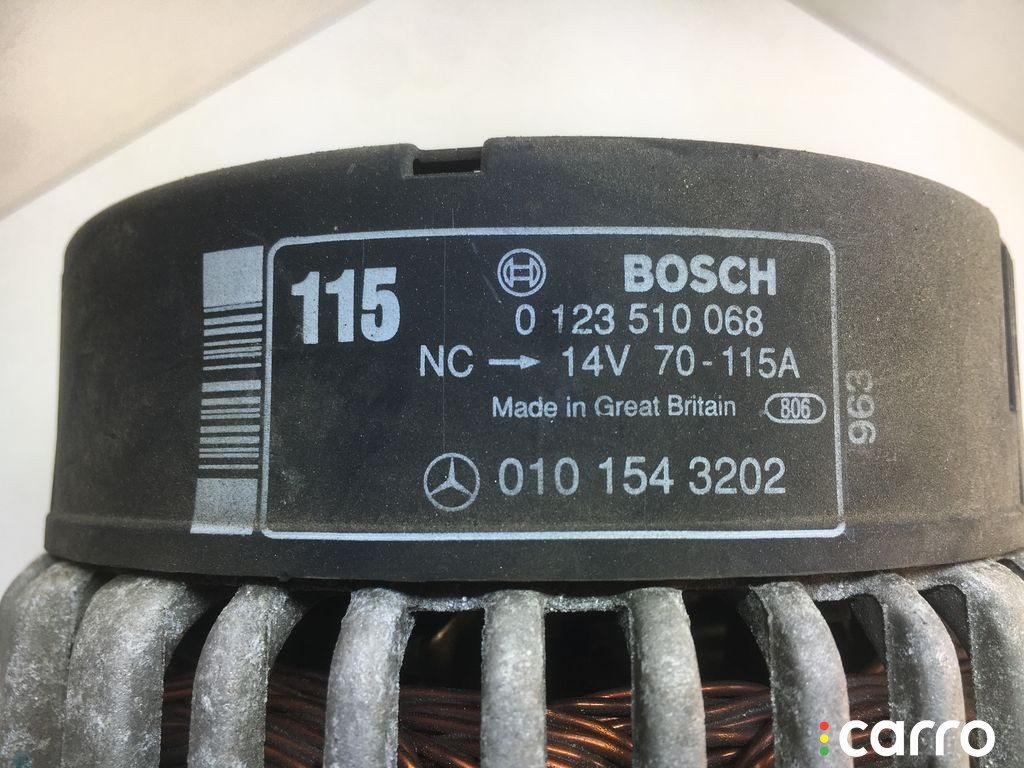 115
BOSCH
0 123 510 068
NC → 14V 70-115A
Made in Great Britain 806
963
010 154 3202
carro